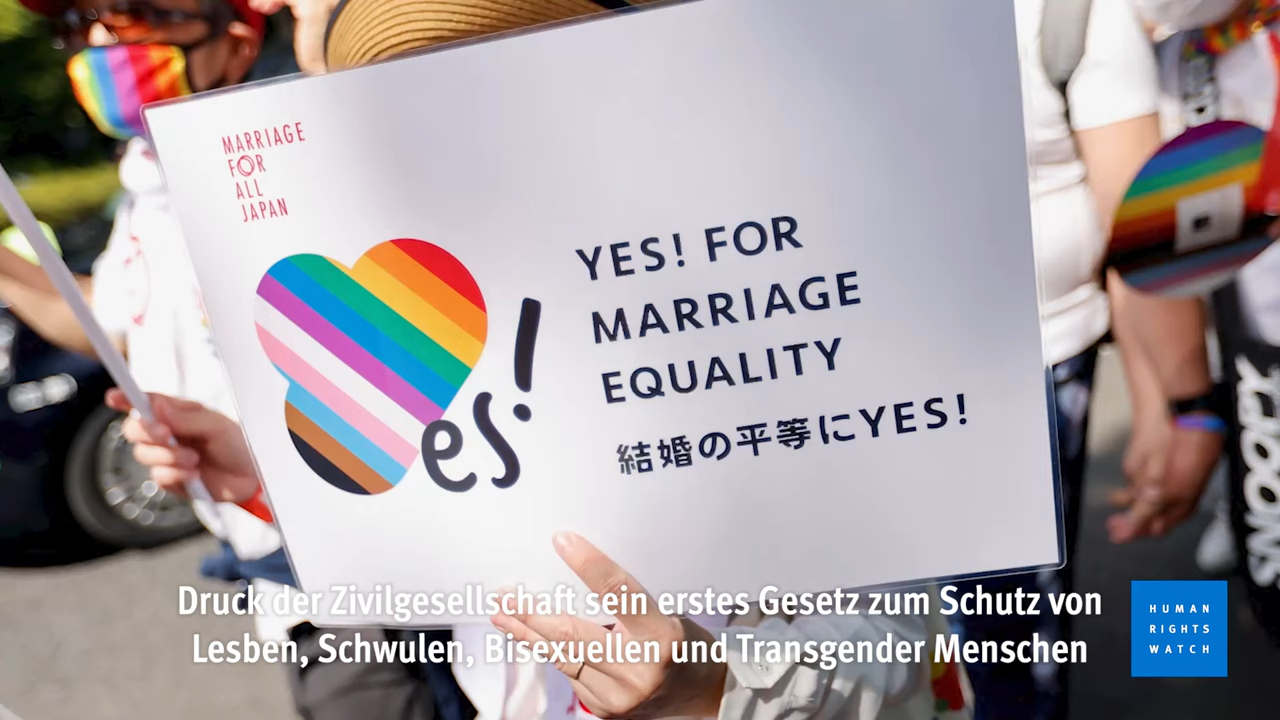 MARRIAGE
FOR
ALL
JAPAN
es!
YES! FOR
MARRIAGE
EQUALITY
結婚の平等にYES!
Druck der Zivilgesellschaft sein erstes Gesetz zum Schutz von
Lesben, Schwulen, Bisexuellen und Transgender Menschen
HUMAN
RIGHTS
WATCH